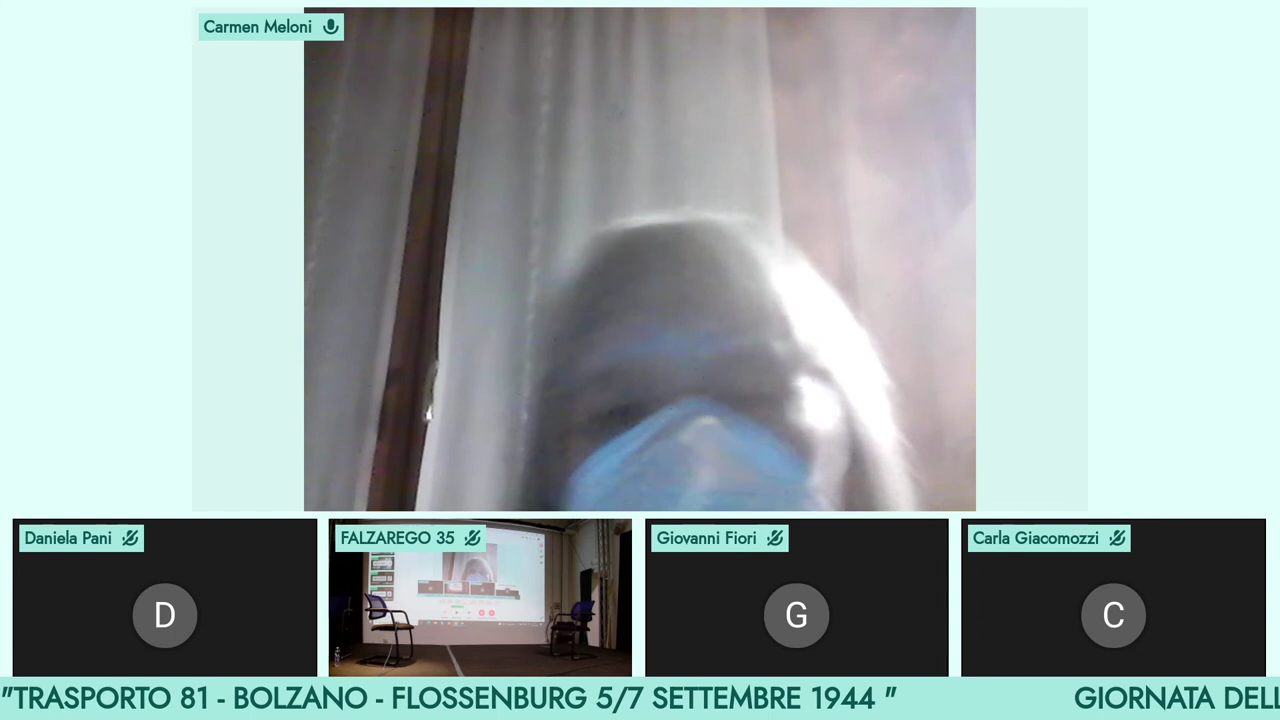 Carmen Meloni
Daniela Pani
FALZAREGO 35
Giovanni Fiori
Carla Giacomozzi
D
G
C
"TRASPORTO 81 - BOLZANO - FLOSSENBURG 5/7 SETTEMBRE 1944 " GIORNATA DELL